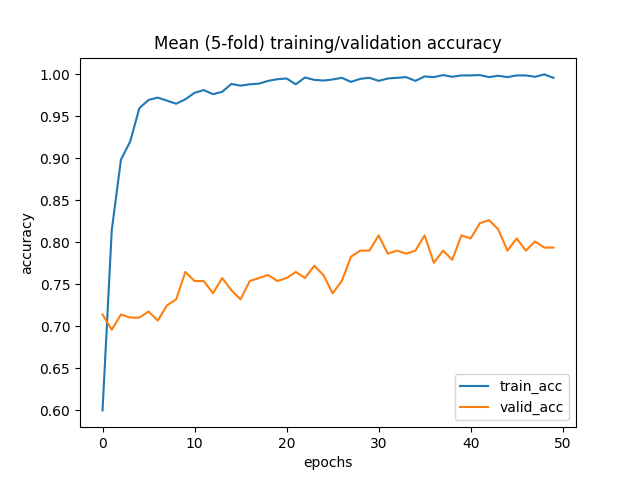 Mean (5-fold) training/validation accuracy
1.00
0.95
0.90
0.85
0.80
0.75
0.70
0.65
0.60
accuracy
train_acc
valid_acc
0 10 20 30 40 50
epochs